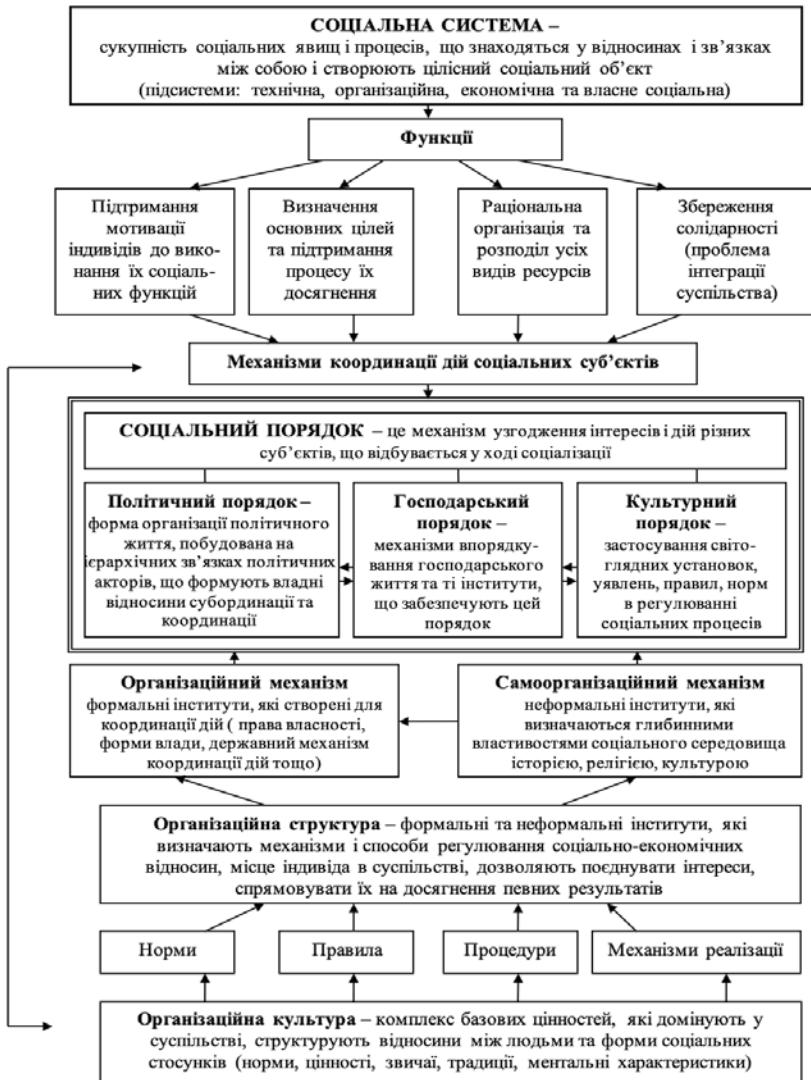 СОЦІАЛЬНА СИСТЕМА –
сукупність соціальних явищ і процесів, що знаходяться у відносинах і зв’язках
між собою і створюють цілісний соціальний об’єкт
(підсистеми: технічна, організаційна, економічна та власне соціальна)
Функції
Підтримання
мотивації
індивідів до вико-
нання їх соціаль-
них функцій
Визначення
основних цілей
та підтримання
процесу їх
досягнення
Раціональна
організація та
розподіл усіх
видів ресурсів
Збереження
солідарності
(проблема
інтеграції
суспільства)
Механізми координації дій соціальних суб’єктів
СОЦІАЛЬНИЙ ПОРЯДОК – це механізм узгодження інтересів і дій різних
суб’єктів, що відбувається у ході соціалізації
Політичний порядок –
форма організації політичного
життя, побудована на
ієрархічних зв’язках політичних
акторів, що формують владні
відносини субординації та
координації
Господарський
порядок –
механізми впорядку-
вання господарського
життя та ті інститути,
що забезпечують цей
порядок
Культурний
порядок –
застосування світо-
глядних установок,
уявлень, правил, норм
в регулюванні
соціальних процесів
Організаційний механізм
формальні інститути, які створені для
координації дій ( права власності,
форми влади, державний механізм
координації дій тощо)
Самоорганізаційний механізм
неформальні інститути, які
визначаються глибинними
властивостями соціального середовища
історією, релігією, культурою
Організаційна структура – формальні та неформальні інститути, які
визначають механізми і способи регулювання соціально-економічних
відносин, місце індивіда в суспільстві, дозволяють поєднувати інтереси,
спрямовувати їх на досягнення певних результатів
Норми
Правила
Процедури
Механізми реалізації
Організаційна культура – комплекс базових цінностей, які домінують у
суспільстві, структурують відносини між людьми та форми соціальних
стосунків (норми, цінності, звичаї, традиції, ментальні характеристики)